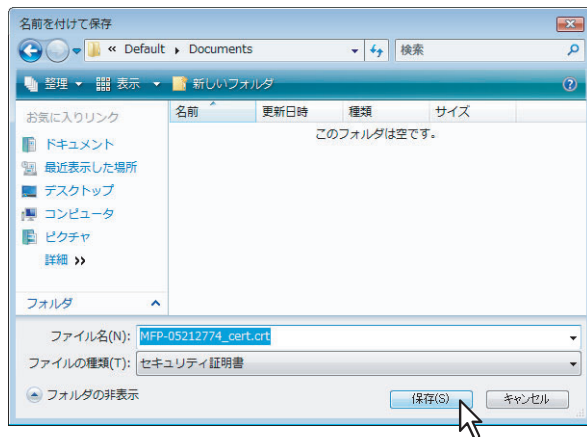 名前を付けて保存
« Default ▸ Documents
検索
整理 表示 新しいフォルダ
お気に入りリンク
ドキュメント
最近表示した場所
デスクトップ
コンピュータ
ピクチャ
詳細 »
フォルダ
名前 更新日時 種類 サイズ
このフォルダは空です。
ファイル名(N): MFP-05212774_cert.crt
ファイルの種類(T): セキュリティ証明書
フォルダの非表示 保存(S) キャンセル